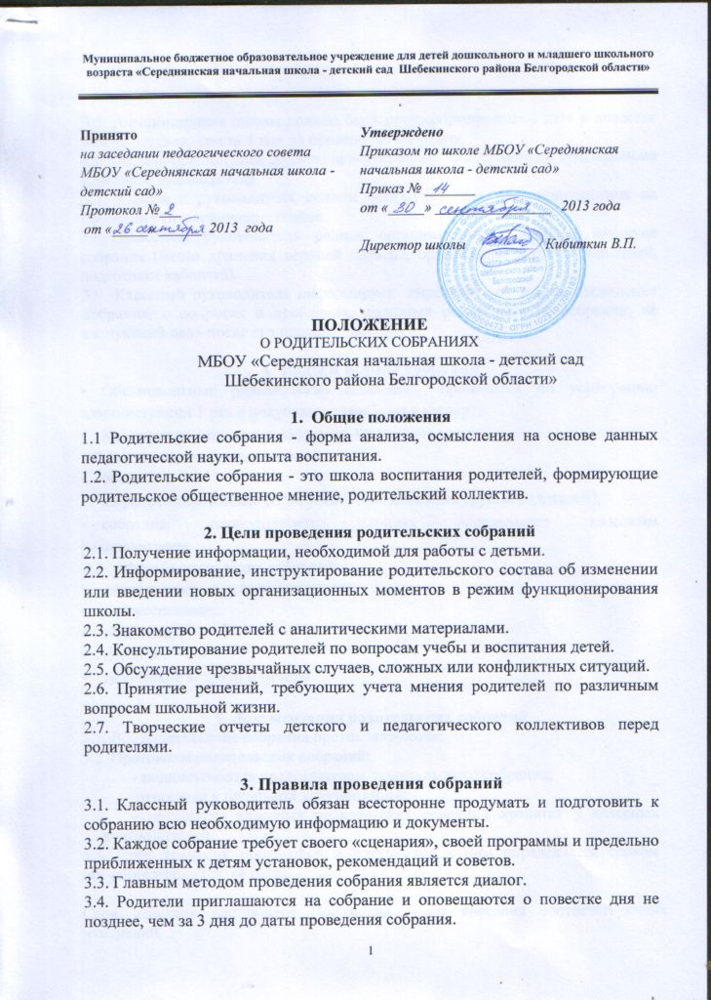 Муниципальное бюджетное образовательное учреждение для детей дошкольного и младшего школьного
возраста «Середнянская начальная школа - детский сад Шебекинского района Белгородской области»
Принято
на заседании педагогического совета
МБОУ «Середнянская начальная школа -
детский сад»
Протокол № 2
от «26 сентября 2013 года
Утверждено
Приказом по школе МБОУ «Середнянская
начальная школа - детский сад»
Приказ № 14
от « 30 » сентября 2013 года
Директор школы Кибиткин В.П.
ПОЛОЖЕНИЕ
О РОДИТЕЛЬСКИХ СОБРАНИЯХ
МБОУ «Середнянская начальная школа - детский сад
Шебекинского района Белгородской области»
1. Общие положения
1.1 Родительские собрания - форма анализа, осмысления на основе данных
педагогической науки, опыта воспитания.
1.2. Родительские собрания - это школа воспитания родителей, формирующие
родительское общественное мнение, родительский коллектив.
2. Цели проведения родительских собраний
2.1. Получение информации, необходимой для работы с детьми.
2.2. Информирование, инструктирование родительского состава об изменении
или введении новых организационных моментов в режим функционирования
школы.
2.3. Знакомство родителей с аналитическими материалами.
2.4. Консультирование родителей по вопросам учебы и воспитания детей.
2.5. Обсуждение чрезвычайных случаев, сложных или конфликтных ситуаций.
2.6. Принятие решений, требующих учета мнения родителей по различным
вопросам школьной жизни.
2.7. Творческие отчеты детского и педагогического коллективов перед
родителями.
3. Правила проведения собраний
3.1. Классный руководитель обязан всесторонне продумать и подготовить к
собранию всю необходимую информацию и документы.
3.2. Каждое собрание требует своего «сценария», своей программы и предельно
приближенных к детям установок, рекомендаций и советов.
3.3. Главным методом проведения собрания является диалог.
3.4. Родители приглашаются на собрание и оповещаются о повестке дня не
позднее, чем за 3 дня до даты проведения собрания.
1